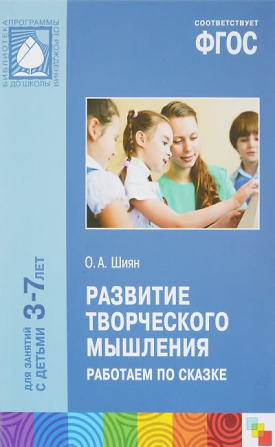 БИБЛИОТЕКА
ПРОГРАММЫ
ОТ РОЖДЕНИЯ
ДО ШКОЛЫ
СООТВЕТСТВУЕТ
ФГОС
О. А. Шиян
РАЗВИТИЕ
ТВОРЧЕСКОГО
МЫШЛЕНИЯ
РАБОТАЕМ ПО СКАЗКЕ
ДЛЯ ЗАНЯТИЙ
С ДЕТЬМИ
3-7 ЛЕТ